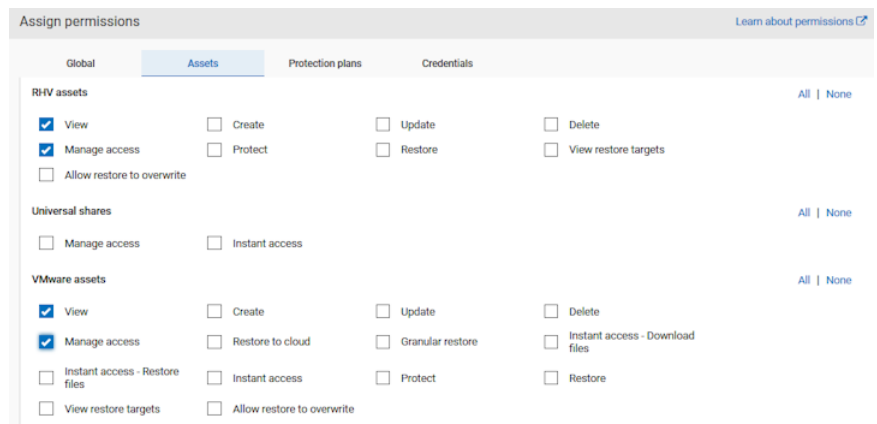 Assign permissions
Learn about permissions
Global Assets Protection plans Credentials
RHV assets
All | None
View Create Update Delete
Manage access Protect Restore View restore targets
Allow restore to overwrite
Universal shares
All | None
Manage access Instant access
VMware assets
All | None
View Create Update Delete
Manage access Restore to cloud Granular restore Instant access - Download
files
Instant access - Restore
files Instant access Protect Restore
View restore targets Allow restore to overwrite